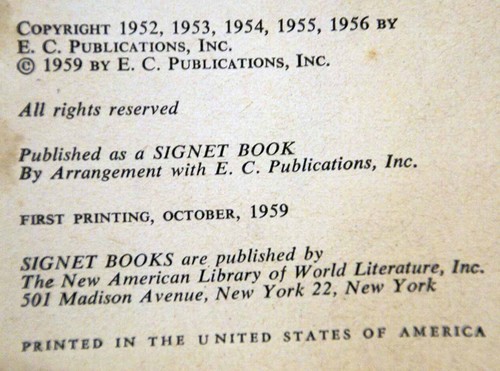 COPYRIGHT 1952, 1953, 1954, 1955, 1956 BY
E. C. PUBLICATIONS, INC.
© 1959 BY E. C. PUBLICATIONS, INC.
All rights reserved
Published as a SIGNET BOOK
By Arrangement with E. C. Publications, Inc.
FIRST PRINTING, OCTOBER, 1959
SIGNET BOOKS are published by
The New American Library of World Literature, Inc.
501 Madison Avenue, New York 22, New York
PRINTED IN THE UNITED STATES OF AMERICA